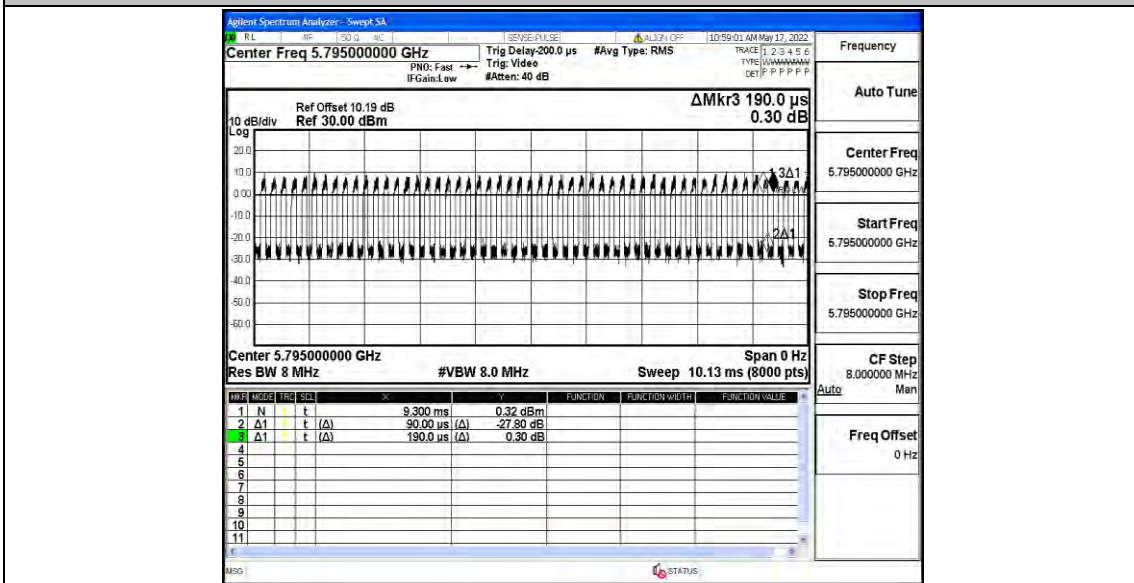 Agilent Spectrum Analyzer - Swept SA
RL RF 50 Ω AC SENSE:PULSE ALIGN OFF 10:59:01 AM May 17, 2022
Center Freq 5.795000000 GHz
PNO: Fast
IFGain:Low
Trig Delay-200.0 µs
Trig: Video
#Atten: 40 dB
#Avg Type: RMS
TRACE 1 2 3 4 5 6
TYPE WWWWWW
DET P P P P P P
Frequency
Auto Tune
Center Freq
5.795000000 GHz
Start Freq
5.795000000 GHz
Stop Freq
5.795000000 GHz
CF Step
8.000000 MHz
Auto Man
Freq Offset
0 Hz
Ref Offset 10.19 dB
10 dB/div Ref 30.00 dBm
Log
ΔMkr3 190.0 µs
0.30 dB
20.0
10.0
0.00
-10.0
-20.0
-30.0
-40.0
-50.0
-60.0
1 3Δ1
2Δ1
Center 5.795000000 GHz Span 0 Hz
Res BW 8 MHz #VBW 8.0 MHz Sweep 10.13 ms (8000 pts)
MKR MODE TRC SCL X Y FUNCTION FUNCTION WIDTH FUNCTION VALUE
1 N t 9.300 ms 0.32 dBm
2 Δ1 t (Δ) 90.00 µs (Δ) -27.80 dB
3 Δ1 t (Δ) 190.0 µs (Δ) 0.30 dB
4
5
6
7
8
9
10
11
MSG STATUS